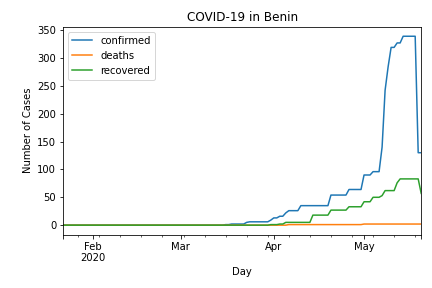 COVID-19 in Benin
confirmed
deaths
recovered
Number of Cases
350
300
250
200
150
100
50
0
Feb
2020
Mar
Apr
May
Day